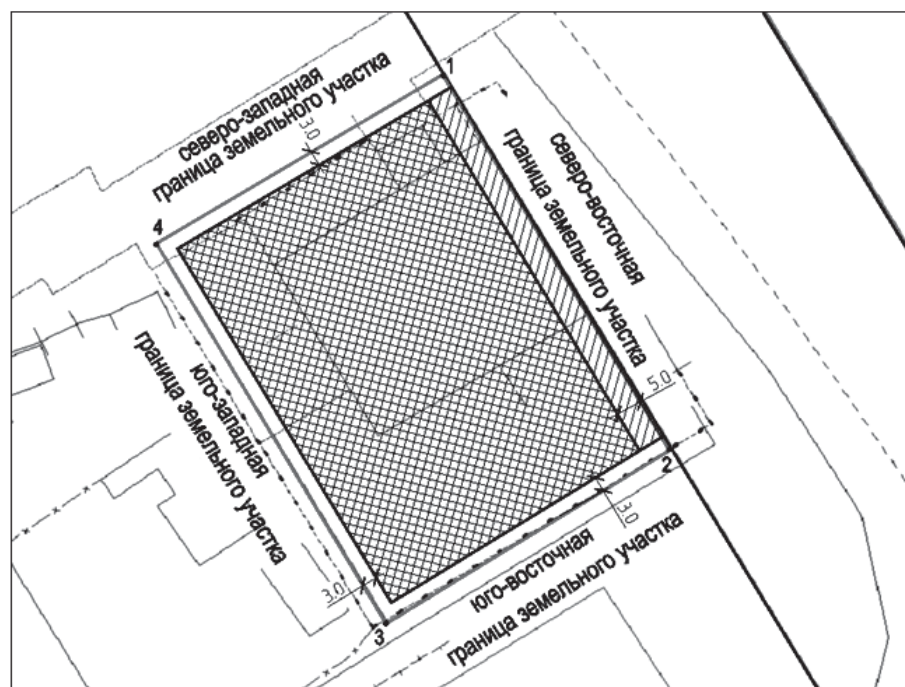 1
северо-западная
граница земельного участка
3.0
северо-восточная
граница земельного участка
4
юго-западная
граница земельного участка
5.0
2
3.0
юго-восточная
граница земельного участка
3.0
3